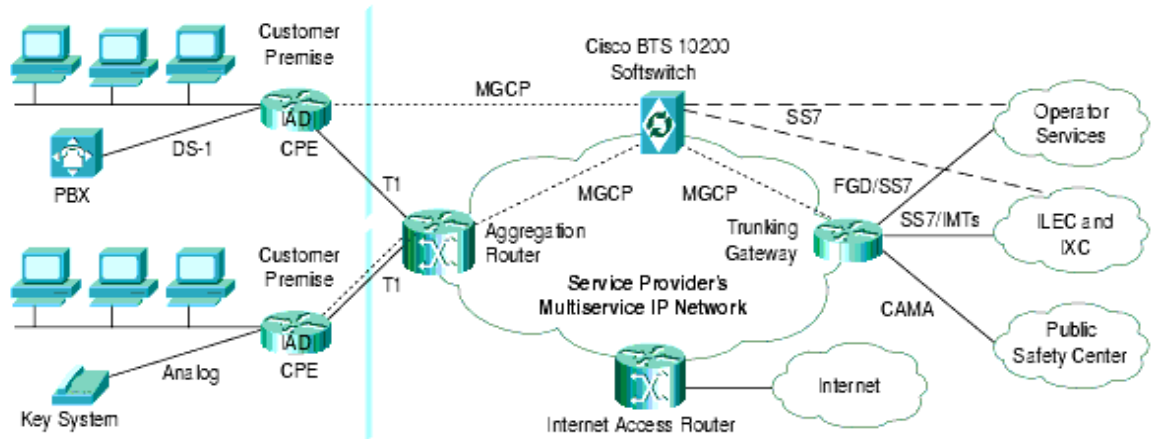 Customer
Premise
IAD
CPE
DS-1
PBX
T1
MGCP
Cisco BTS 10200
Softswitch
SS7
Operator
Services
MGCP
MGCP
FGD/SS7
SS7/IMTs
ILEC and
IXC
Aggregation
Router
Trunking
Gateway
Service Provider's
Multiservice IP Network
CAMA
Public
Safety Center
Customer
Premise
T1
IAD
CPE
Analog
Key System
Internet Access Router
Internet